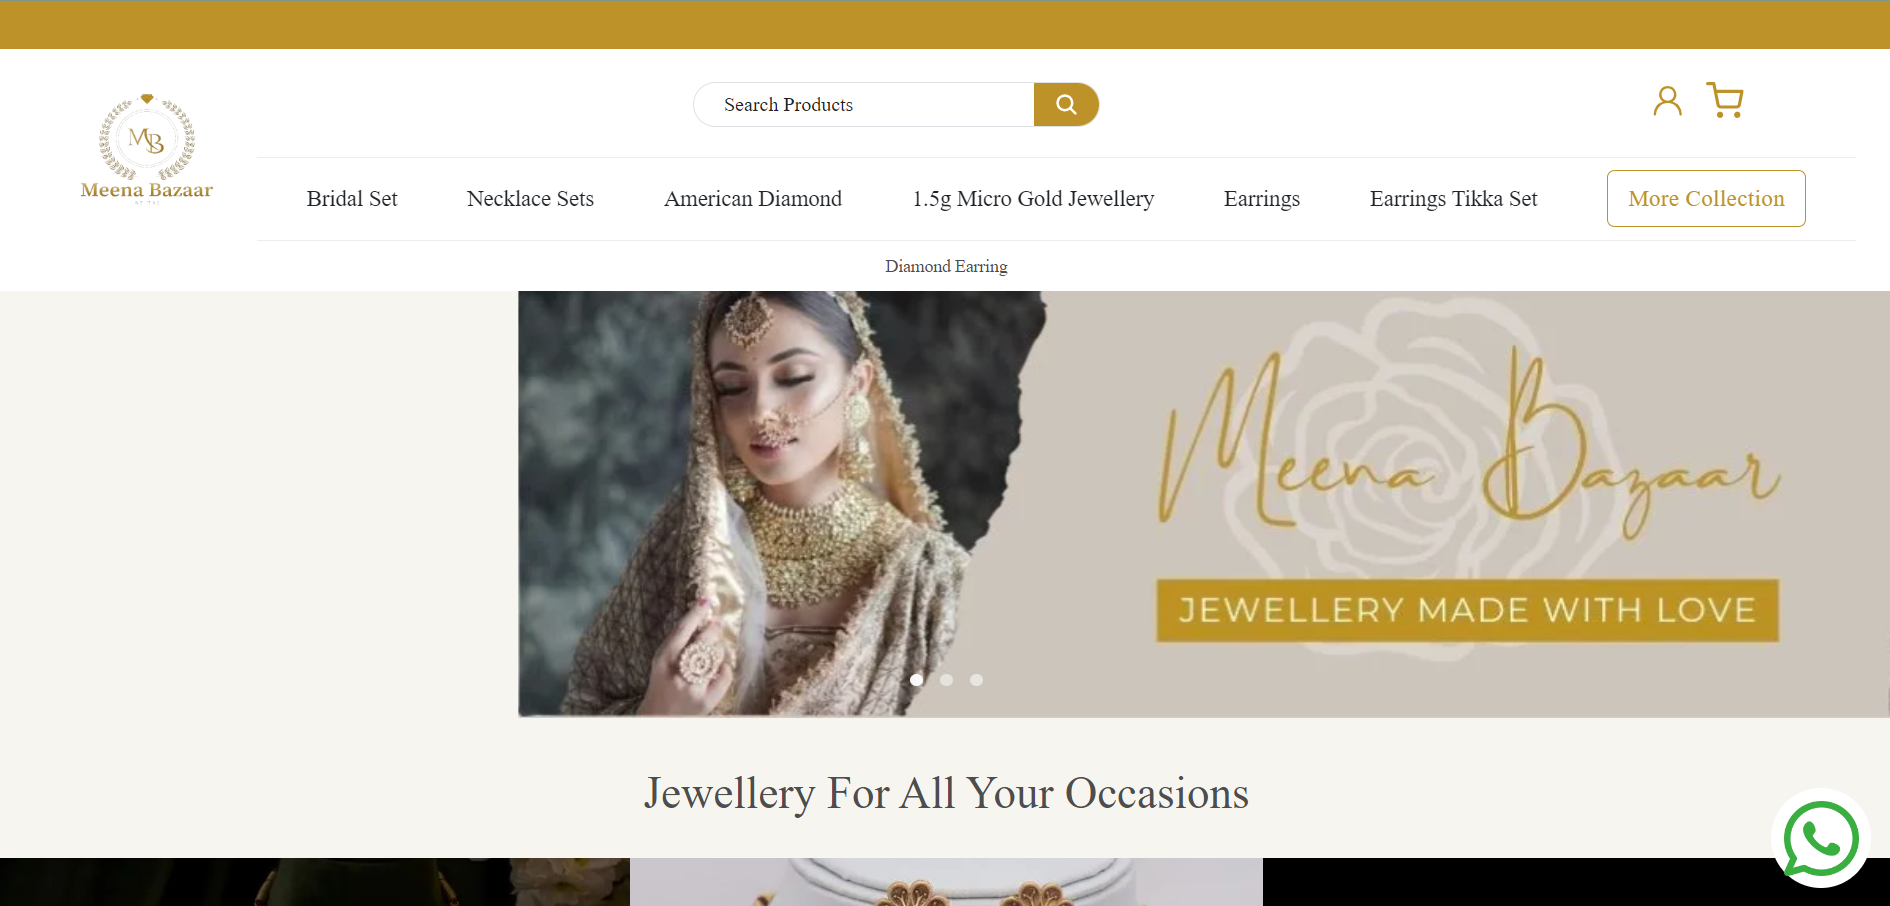 Search Products
MB
Meena Bazaar
Bridal Set
Necklace Sets
American Diamond
1.5g Micro Gold Jewellery
Earrings
Earrings Tikka Set
More Collection
Diamond Earring
Meena Bazaar
JEWELLERY MADE WITH LOVE
Jewellery For All Your Occasions